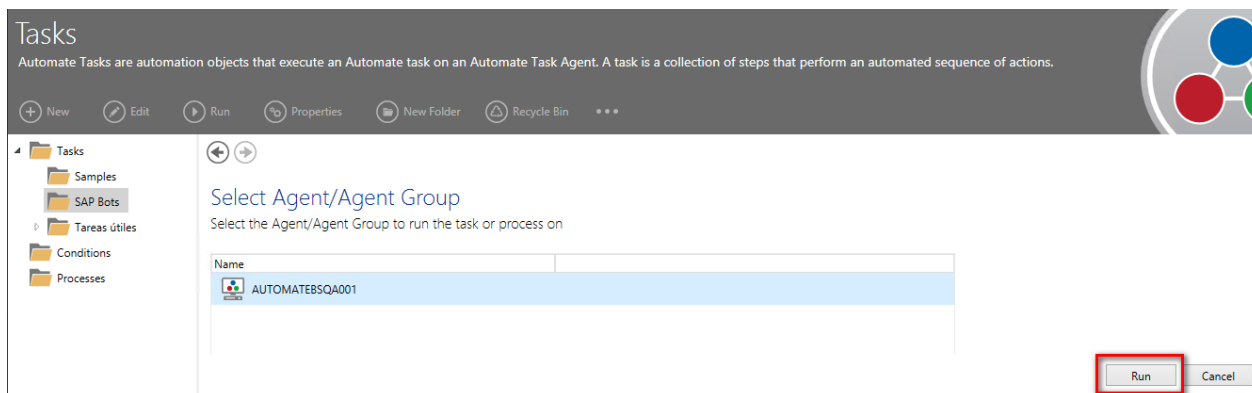 Tasks
Automate Tasks are automation objects that execute an Automate task on an Automate Task Agent. A task is a collection of steps that perform an automated sequence of actions.
New Edit Run Properties New Folder Recycle Bin
Tasks
Samples
SAP Bots
Tareas útiles
Conditions
Processes
Select Agent/Agent Group
Select the Agent/Agent Group to run the task or process on
Name
AUTOMATEBSQA001
Run Cancel